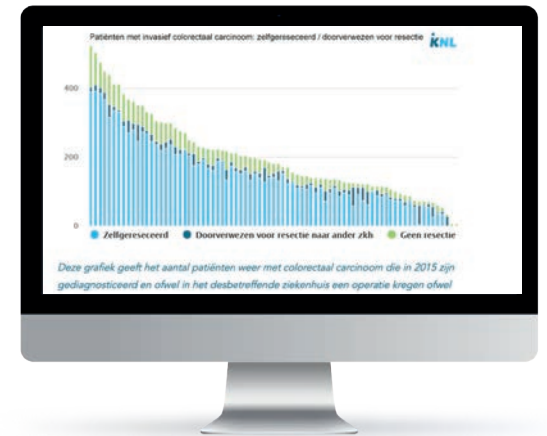 Patiënten met invasief colorectaal carcinoom: zelfgereseceerd / doorverwezen voor resectie
iKNL
400
200
0
Zelfgereseceerd Doorverwezen voor resectie naar ander zkh Geen resectie
Deze grafiek geeft het aantal patiënten weer met colorectaal carcinoom die in 2015 zijn
gediagnosticeerd en ofwel in het desbetreffende ziekenhuis een operatie kregen ofwel